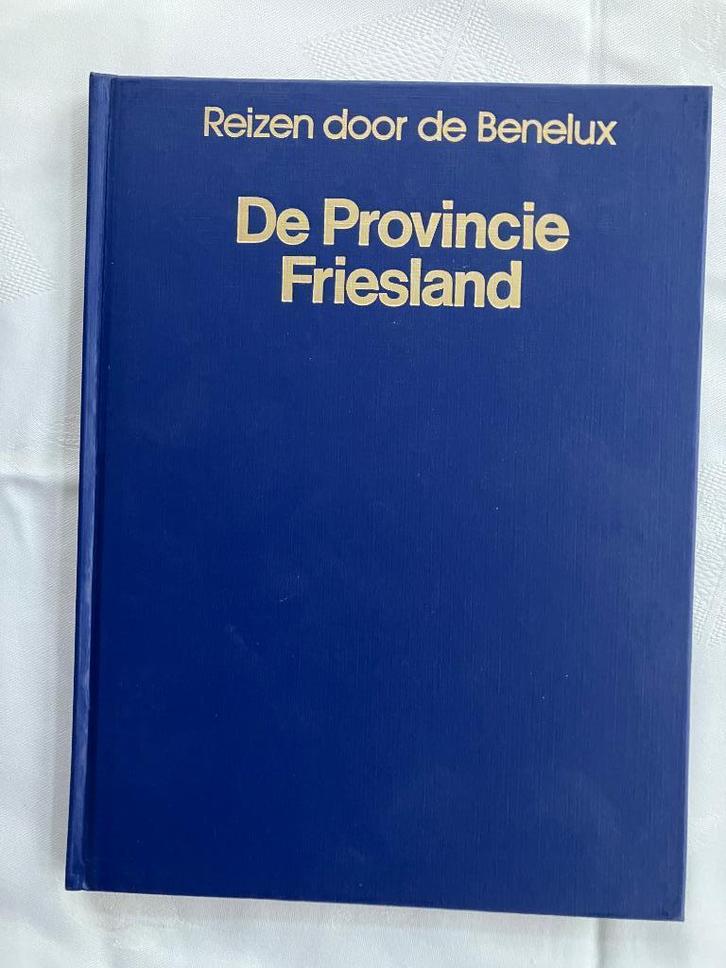 Reizen door de Benelux
De Provincie
Friesland